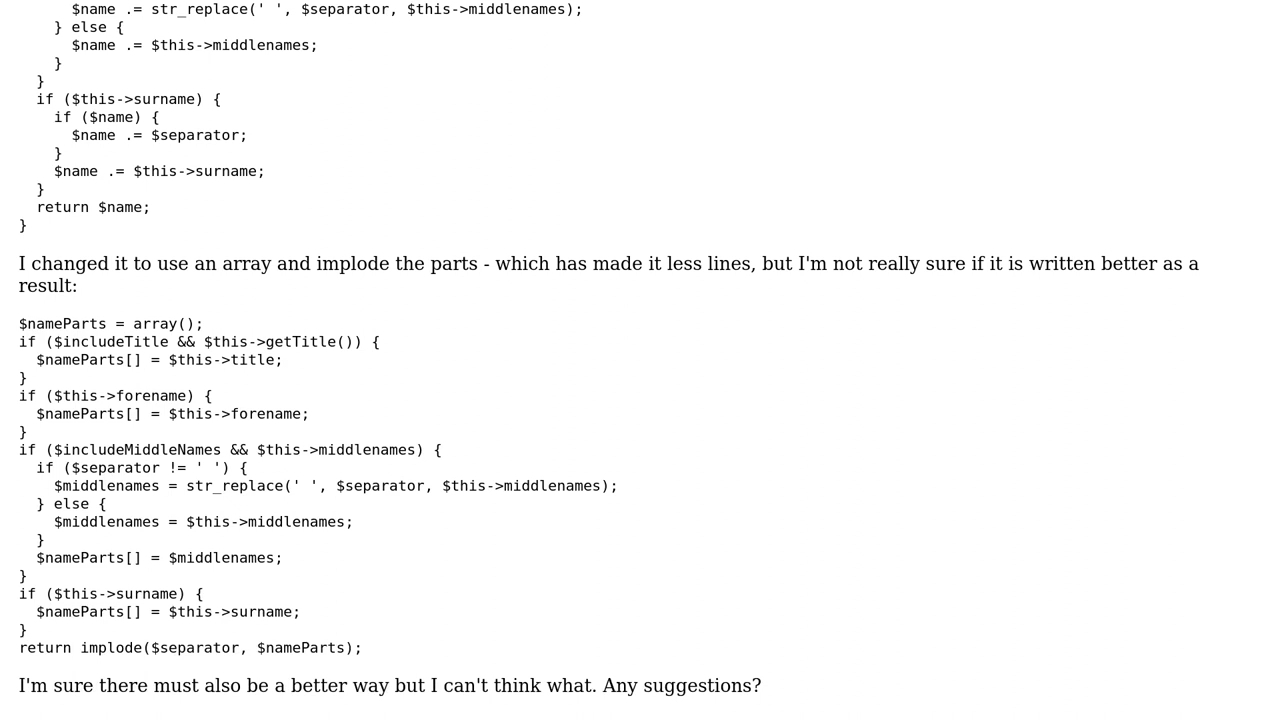 $name .= str_replace(' ', $separator, $this->middlenames);
    } else {
      $name .= $this->middlenames;
    }
  }
  if ($this->surname) {
    if ($name) {
      $name .= $separator;
    }
    $name .= $this->surname;
  }
  return $name;
}
I changed it to use an array and implode the parts - which has made it less lines, but I'm not really sure if it is written better as a
result:
$nameParts = array();
if ($includeTitle && $this->getTitle()) {
  $nameParts[] = $this->title;
}
if ($this->forename) {
  $nameParts[] = $this->forename;
}
if ($includeMiddleNames && $this->middlenames) {
  if ($separator != ' ') {
    $middlenames = str_replace(' ', $separator, $this->middlenames);
  } else {
    $middlenames = $this->middlenames;
  }
  $nameParts[] = $middlenames;
}
if ($this->surname) {
  $nameParts[] = $this->surname;
}
return implode($separator, $nameParts);
I'm sure there must also be a better way but I can't think what. Any suggestions?